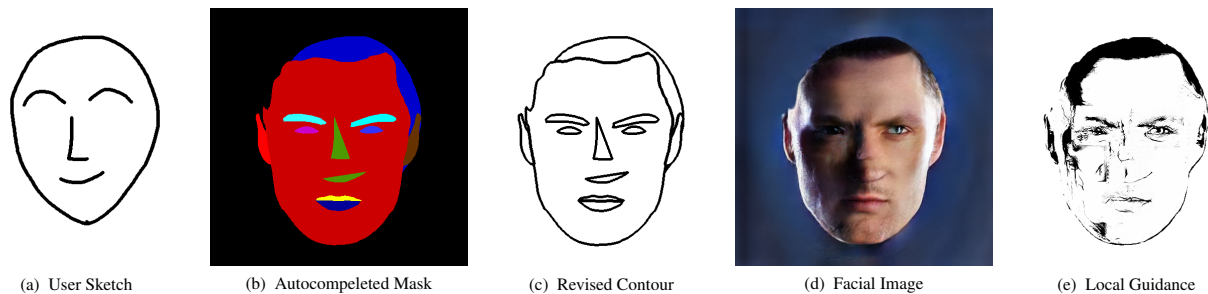 (a) User Sketch
(b) Autocompeleted Mask
(c) Revised Contour
(d) Facial Image
(e) Local Guidance